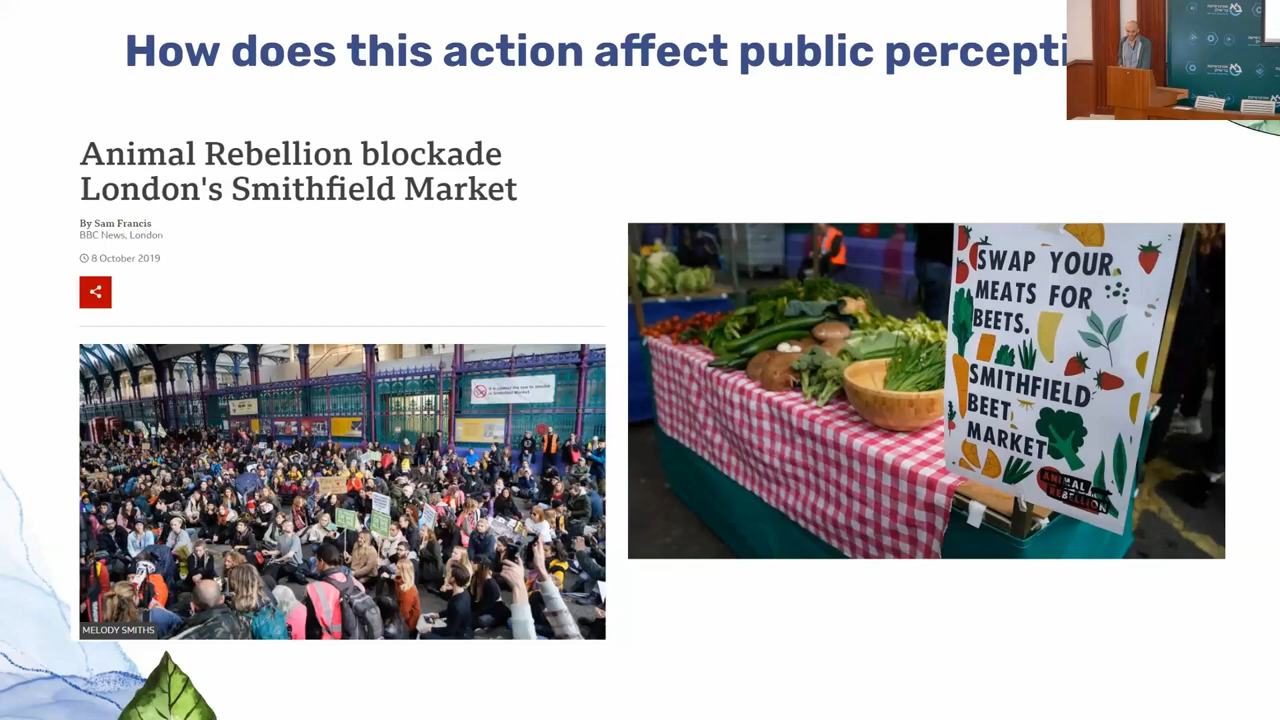 How does this action affect public percepti
Animal Rebellion blockade
London's Smithfield Market
By Sam Francis
BBC News, London
8 October 2019
MELODY SMITHS
SWAP YOUR
MEATS FOR
BEETS.
SMITHFIELD
BEET
MARKET
ANIMAL
REBELLION